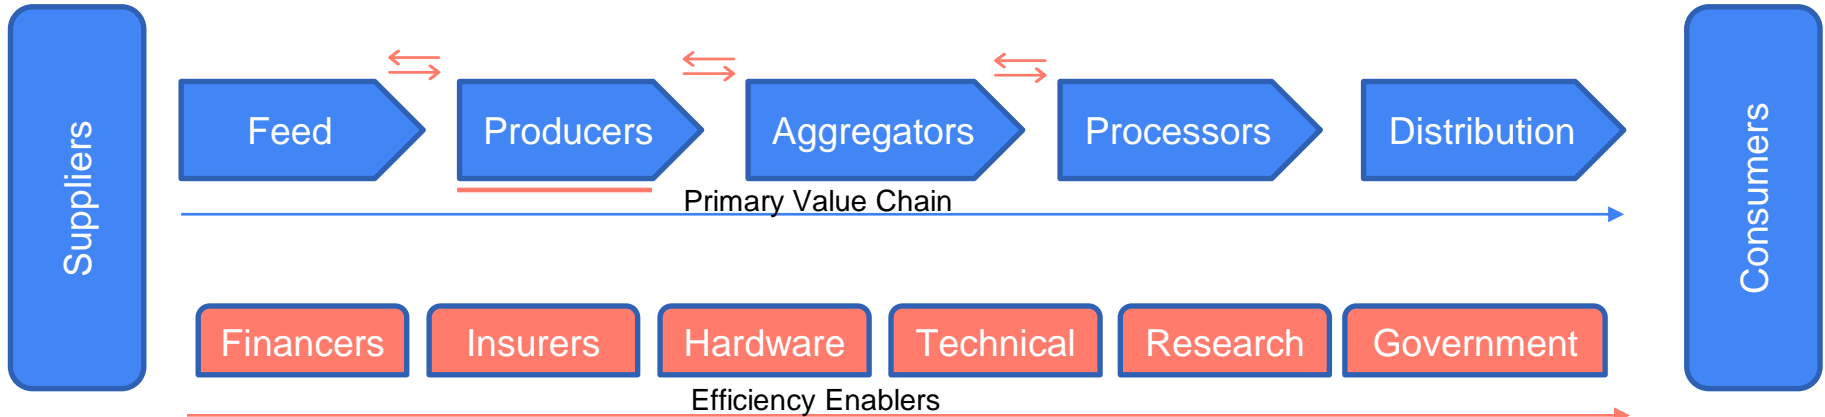 Suppliers
Feed
Producers
Aggregators
Processors
Distribution
Primary Value Chain
Financers
Insurers
Hardware
Technical
Research
Government
Efficiency Enablers
Consumers